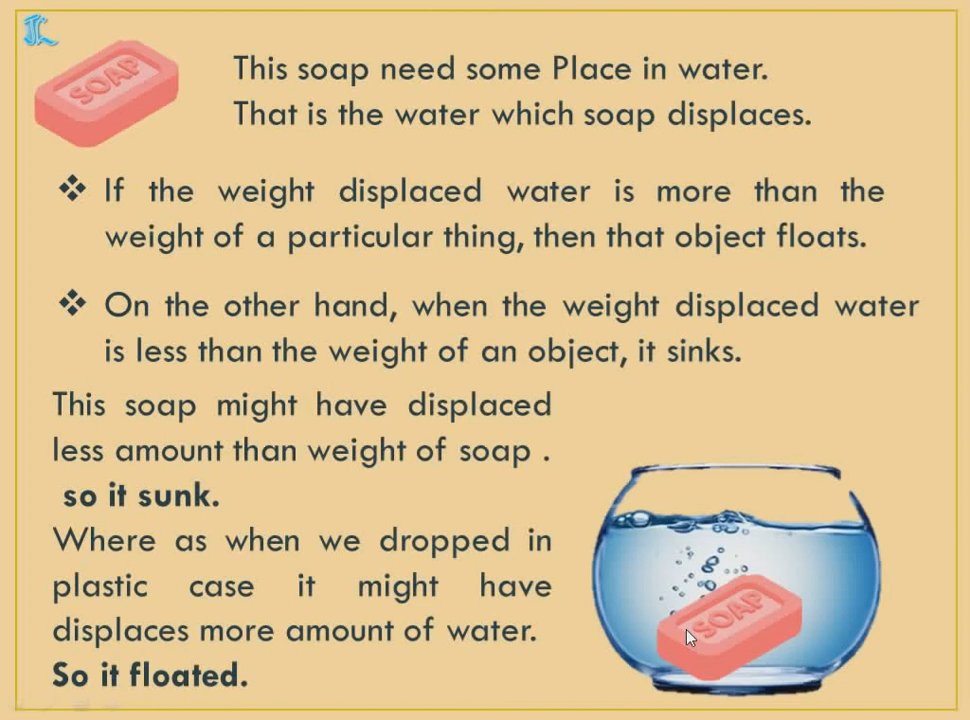 JL
SOAP
This soap need some Place in water.
That is the water which soap displaces.
❖ If the weight displaced water is more than the
weight of a particular thing, then that object floats.
❖ On the other hand, when the weight displaced water
is less than the weight of an object, it sinks.
This soap might have displaced
less amount than weight of soap .
so it sunk.
Where as when we dropped in
plastic case it might have
displaces more amount of water.
So it floated.
SOAP